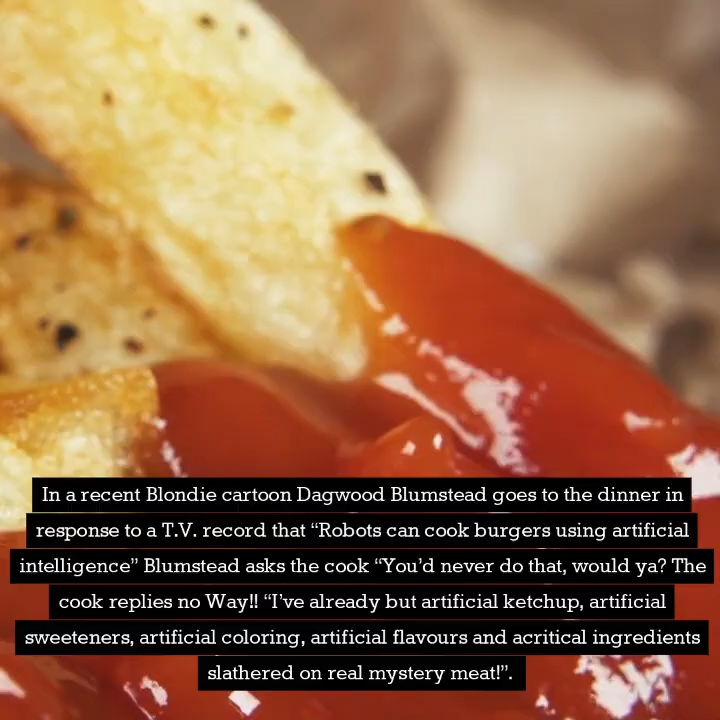 In a recent Blondie cartoon Dagwood Blumstead goes to the dinner in
response to a T.V. record that “Robots can cook burgers using artificial
intelligence” Blumstead asks the cook “You’d never do that, would ya? The
cook replies no Way!! “I’ve already but artificial ketchup, artificial
sweeteners, artificial coloring, artificial flavours and acritical ingredients
slathered on real mystery meat!”.